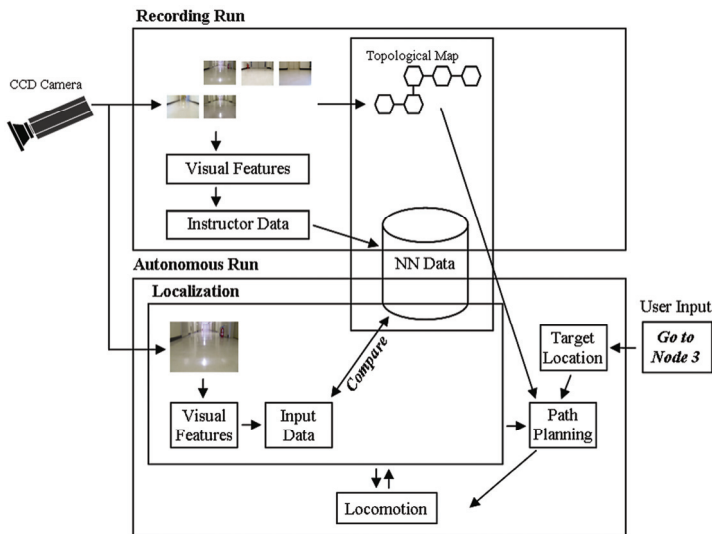 Recording Run
CCD Camera
Topological Map
Visual Features
Instructor Data
NN Data
Autonomous Run
Localization
User Input
Go to
Node 3
Target
Location
Compare
Visual
Features
Input
Data
Path
Planning
Locomotion